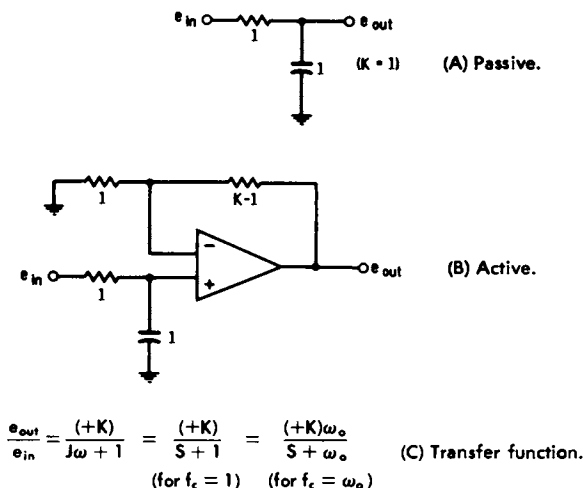 e in
e out
1
1
(K = 1)
(A) Passive.
1
K-1
−
e in
1
+
e out
(B) Active.
1
e out / e in = (+K) / Jω + 1 = (+K) / S + 1 = (+K)ω o / S + ω o
(C) Transfer function.
(for f c = 1) (for f c = ω o)